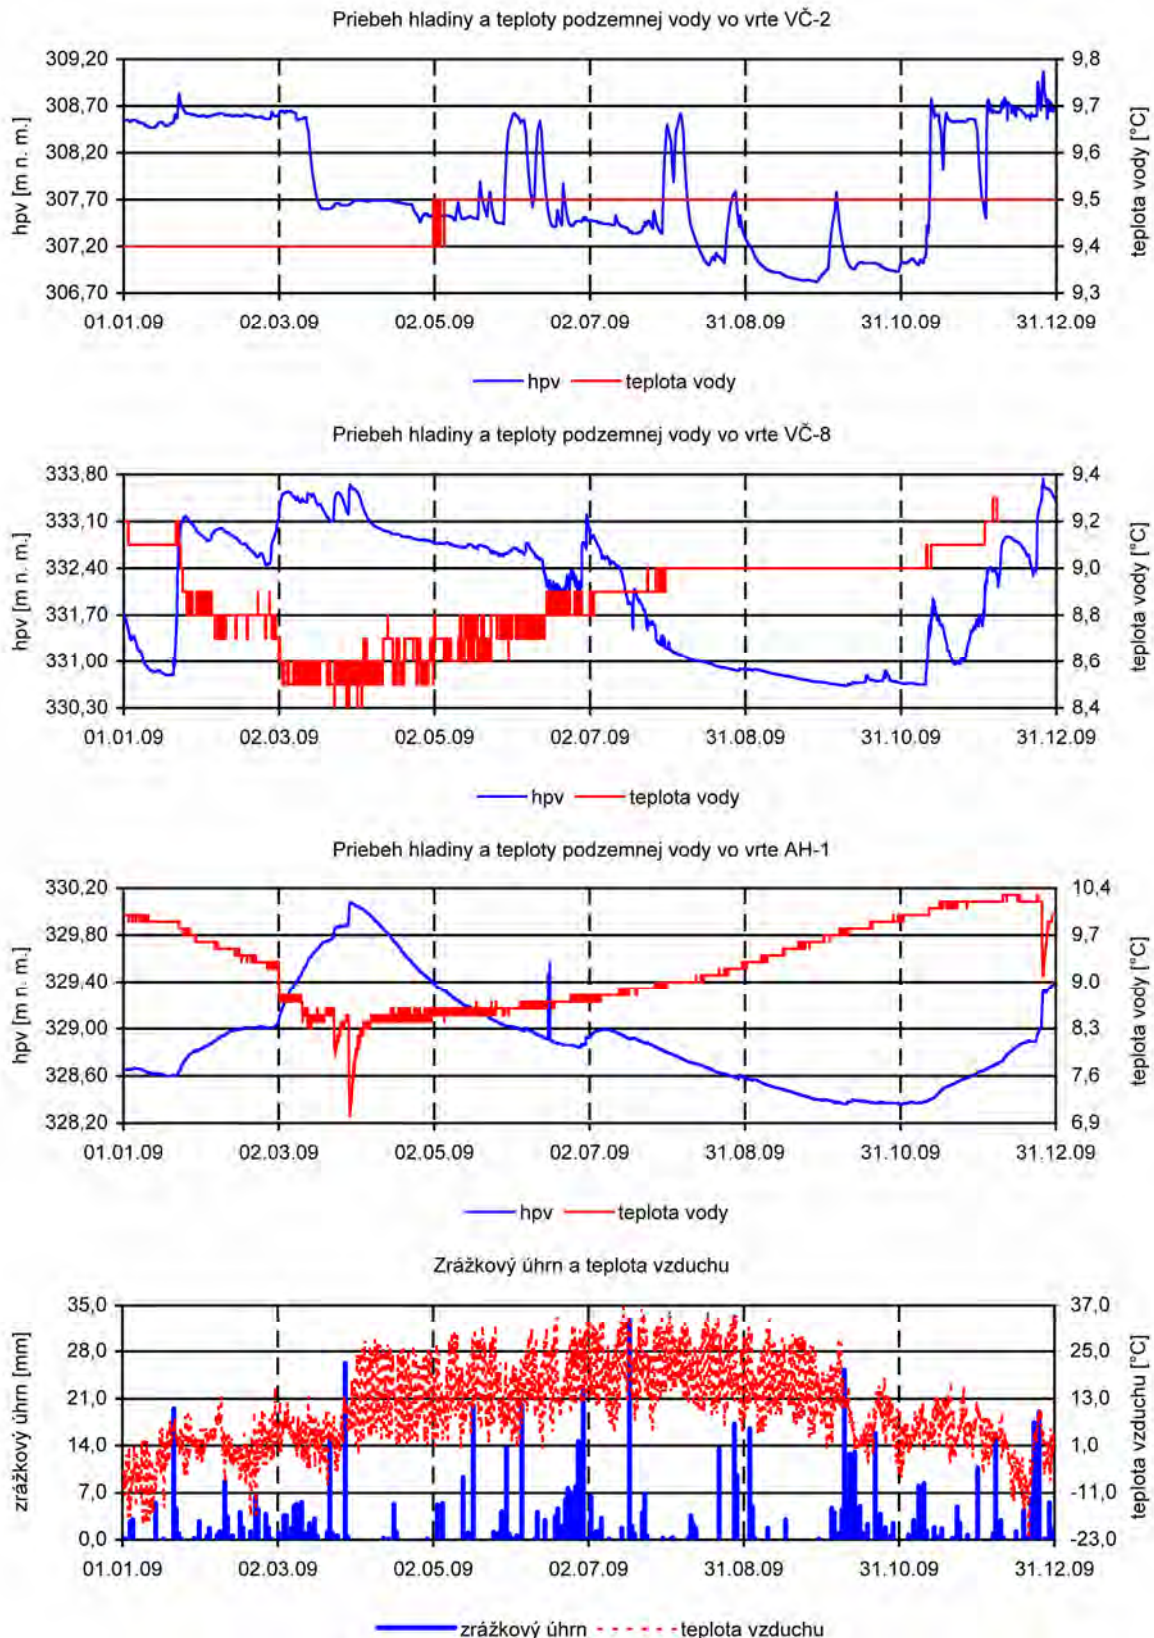 Priebeh hladiny a teploty podzemnej vody vo vrte VČ-2
309,20
308,70
308,20
307,70
307,20
306,70
hpv [m n. m.]
9,8
9,7
9,6
9,5
9,4
9,3
teplota vody [°C]
01.01.09 02.03.09 02.05.09 02.07.09 31.08.09 31.10.09 31.12.09
hpv teplota vody
Priebeh hladiny a teploty podzemnej vody vo vrte VČ-8
333,80
333,10
332,40
331,70
331,00
330,30
hpv [m n. m.]
9,4
9,2
9,0
8,8
8,6
8,4
teplota vody [°C]
01.01.09 02.03.09 02.05.09 02.07.09 31.08.09 31.10.09 31.12.09
hpv teplota vody
Priebeh hladiny a teploty podzemnej vody vo vrte AH-1
330,20
329,80
329,40
329,00
328,60
328,20
hpv [m n. m.]
10,4
9,7
9,0
8,3
7,6
6,9
teplota vody [°C]
01.01.09 02.03.09 02.05.09 02.07.09 31.08.09 31.10.09 31.12.09
hpv teplota vody
Zrážkový úhrn a teplota vzduchu
35,0
28,0
21,0
14,0
7,0
0,0
zrážkový úhrn [mm]
37,0
25,0
13,0
1,0
-11,0
-23,0
teplota vzduchu [°C]
01.01.09 02.03.09 02.05.09 02.07.09 31.08.09 31.10.09 31.12.09
zrážkový úhrn teplota vzduchu